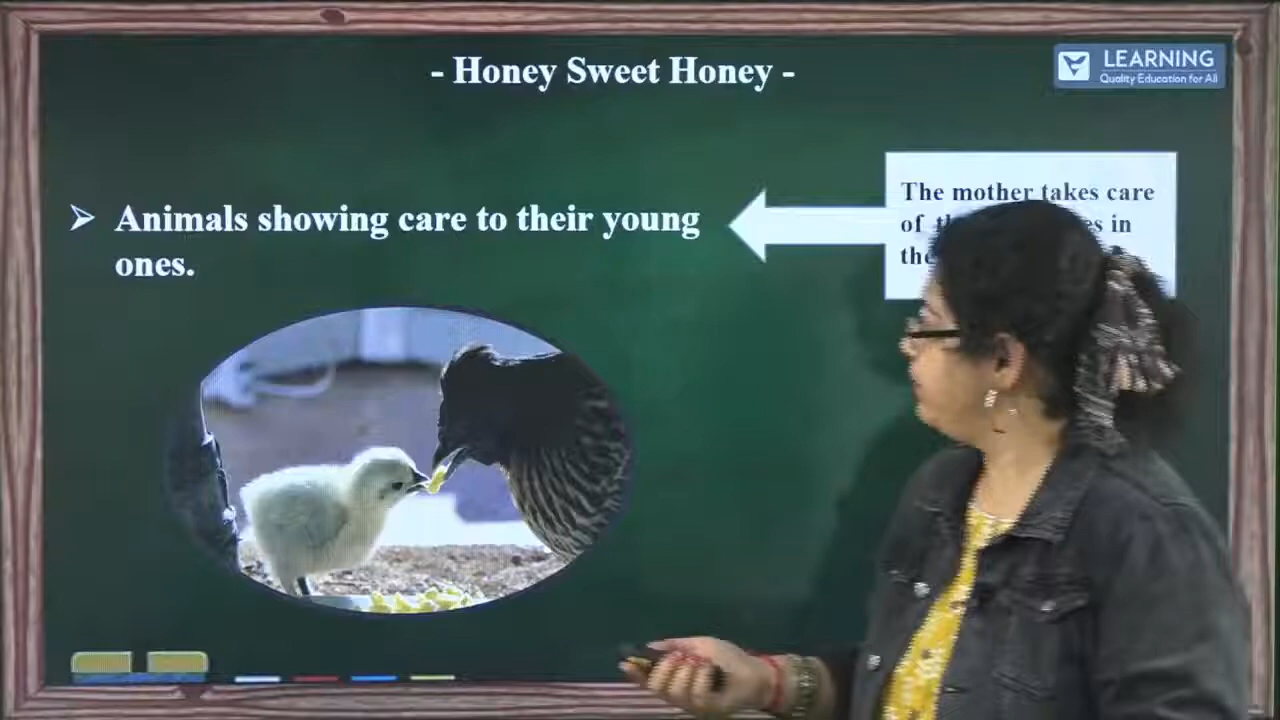 - Honey Sweet Honey -
LEARNING
Quality Education for All
➢ Animals showing care to their young
ones.
The mother takes care
of in